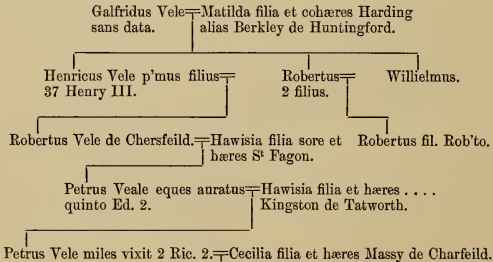 Galfridus Vele=Matilda filia et cohæres Harding
sans data. alias Berkley de Huntingford.
Henricus Vele p'mus filius= Robertus= Willielmus.
37 Henry III. 2 filius.
Robertus Vele de Chersfeild.=Hawisia filia sore et Robertus fil. Rob'to.
hæres St Fagon.
Petrus Veale eques auratus=Hawisia filia et hæres . . . .
quinto Ed. 2. Kingston de Tatworth.
Petrus Vele miles vixit 2 Ric. 2.=Cecilia filia et hæres Massy de Charfeild.